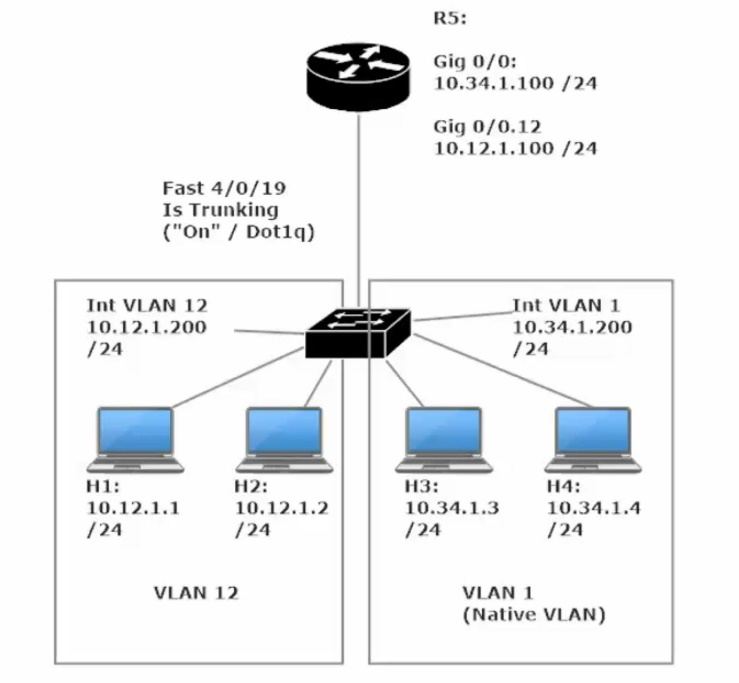 R5:
Gig 0/0:
10.34.1.100 /24
Gig 0/0.12
10.12.1.100 /24
Fast 4/0/19
Is Trunking
("On" / Dot1q)
Int VLAN 12
10.12.1.200
/24
Int VLAN 1
10.34.1.200
/24
H1:
10.12.1.1
/24
H2:
10.12.1.2
/24
H3:
10.34.1.3
/24
H4:
10.34.1.4
/24
VLAN 12
VLAN 1
(Native VLAN)